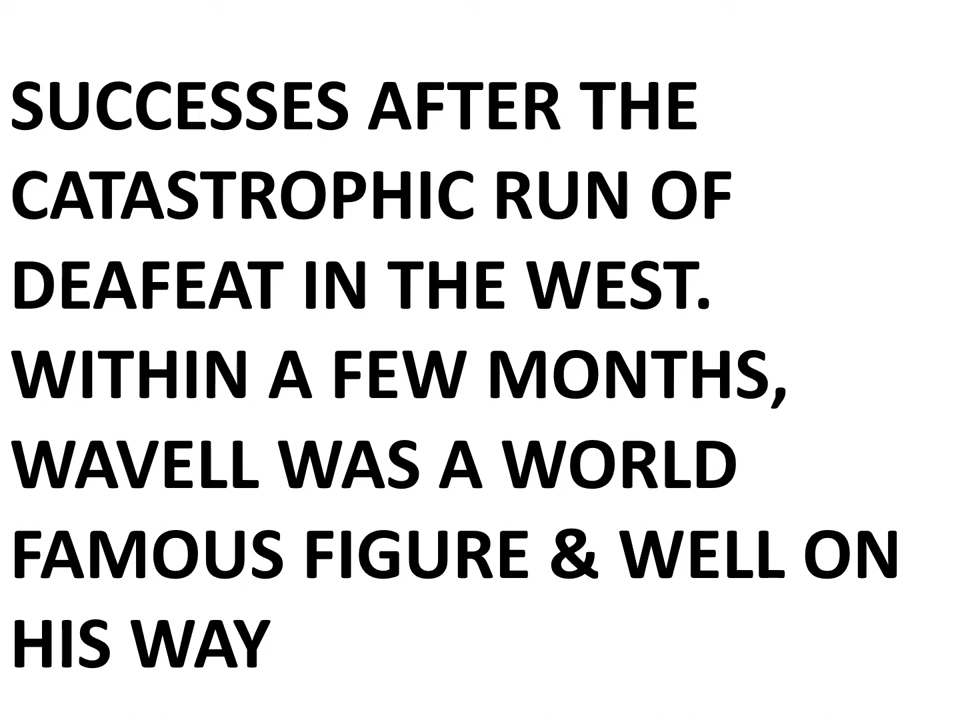 SUCCESSES AFTER THE
CATASTROPHIC RUN OF
DEAFEAT IN THE WEST.
WITHIN A FEW MONTHS,
WAVELL WAS A WORLD
FAMOUS FIGURE & WELL ON
HIS WAY